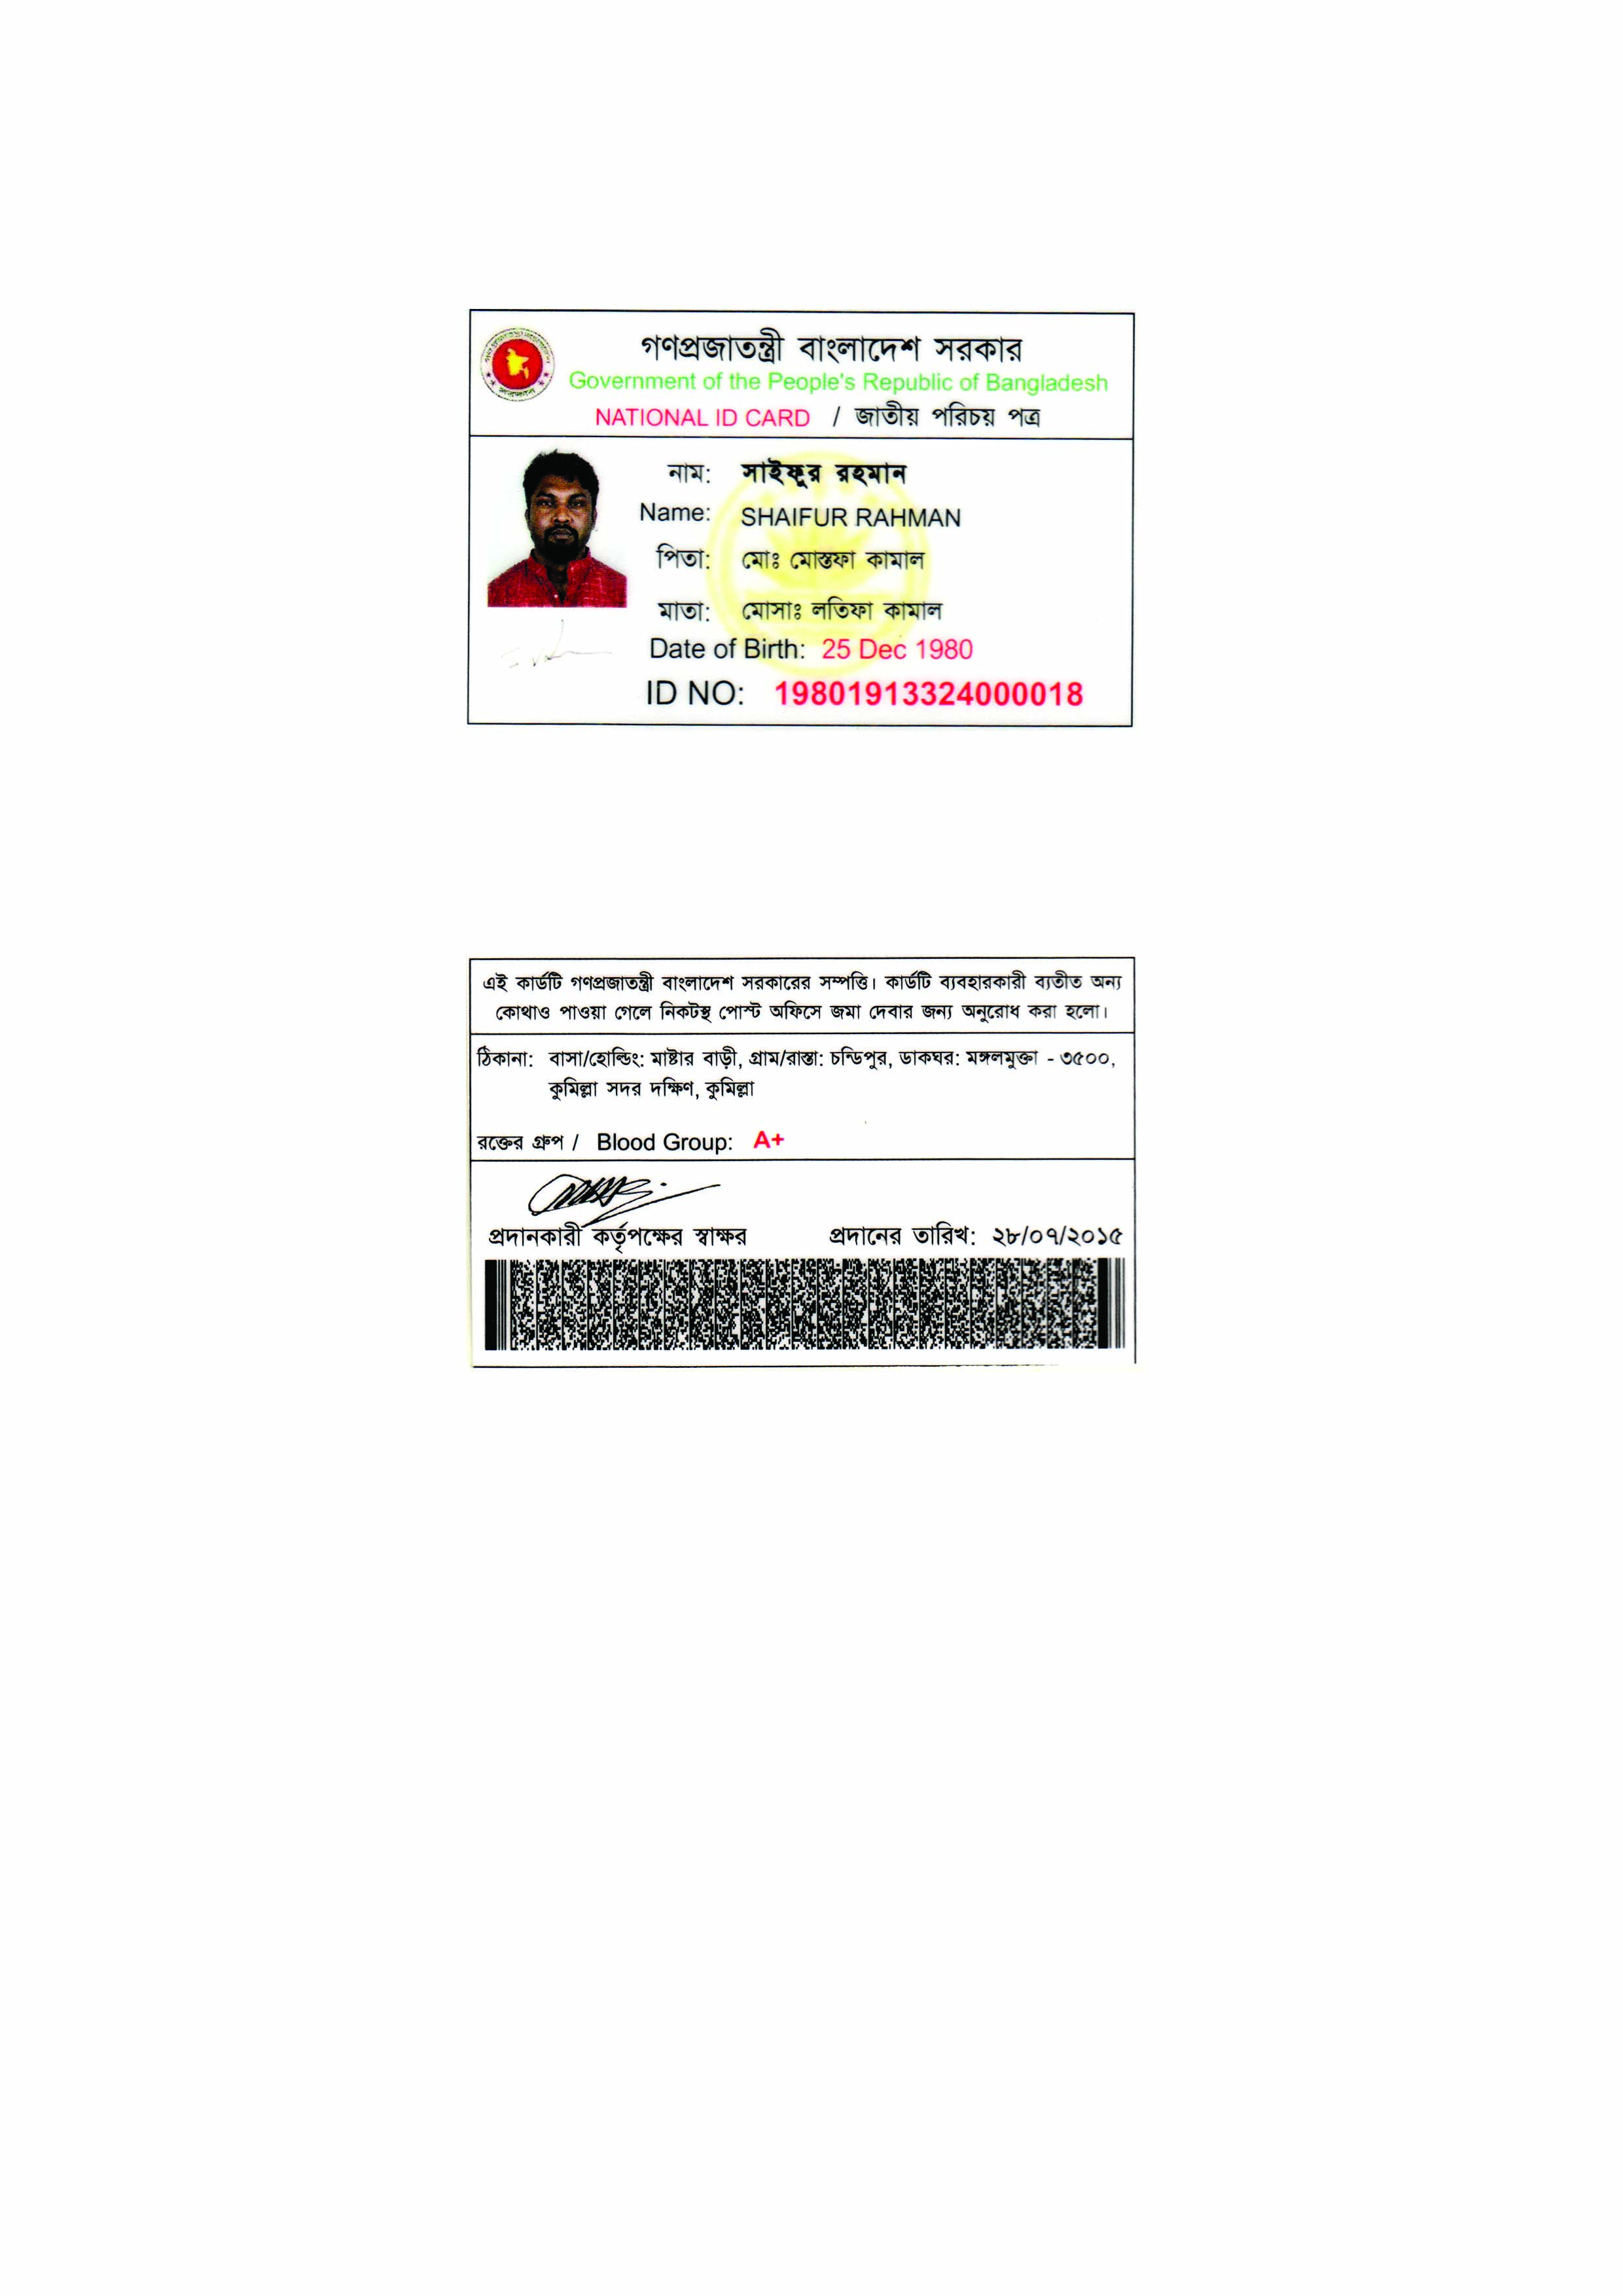 গণপ্রজাতন্ত্রী বাংলাদেশ সরকার
Government of the People's Republic of Bangladesh
NATIONAL ID CARD / জাতীয় পরিচয় পত্র
নাম: সাইফুর রহমান
Name: SHAIFUR RAHMAN
পিতা: মোঃ মোস্তফা কামাল
মাতা: মোসাঃ লতিফা কামাল
Date of Birth: 25 Dec 1980
ID NO: 19801913324000018
এই কার্ডটি গণপ্রজাতন্ত্রী বাংলাদেশ সরকারের সম্পত্তি। কার্ডটি ব্যবহারকারী ব্যতীত অন্য
কোথাও পাওয়া গেলে নিকটস্থ পোস্ট অফিসে জমা দেবার জন্য অনুরোধ করা হলো।
ঠিকানা: বাসা/হোল্ডিং: মাষ্টার বাড়ী, গ্রাম/রাস্তা: চন্ডিপুর, ডাকঘর: মঙ্গলমুক্তা - ৩৫০০,
কুমিল্লা সদর দক্ষিণ, কুমিল্লা
রক্তের গ্রুপ / Blood Group: A+
প্রদানকারী কর্তৃপক্ষের স্বাক্ষর প্রদানের তারিখ: ২৮/০৭/২০১৫